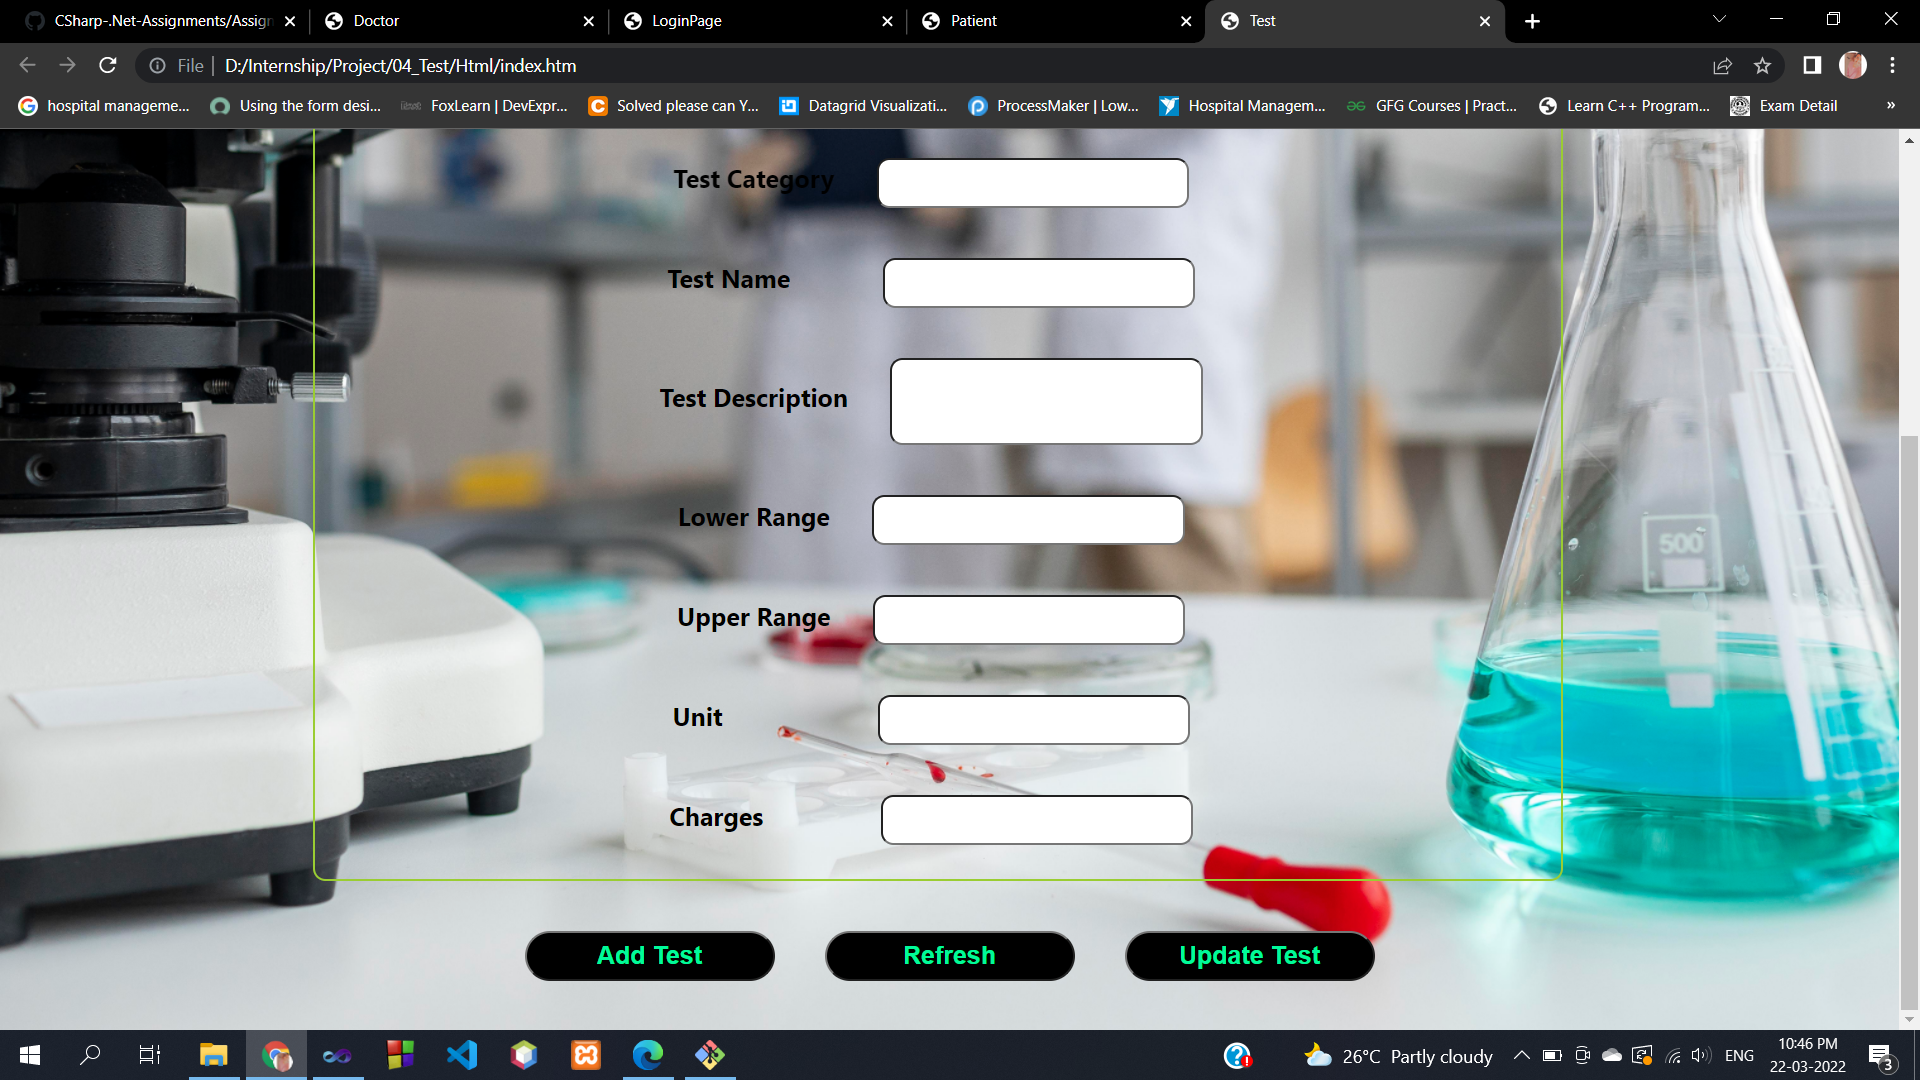 CSharp-.Net-Assignments/Assign
Doctor
LoginPage
Patient
Test
File
D:/Internship/Project/04_Test/Html/index.htm
hospital manageme...
Using the form desi...
FoxLearn | DevExpr...
Solved please can Y...
Datagrid Visualizati...
ProcessMaker | Low...
Hospital Managem...
GFG Courses | Pract...
Learn C++ Program...
Exam Detail
»
Test Category
Test Name
Test Description
Lower Range
Upper Range
Unit
Charges
500
Add Test
Refresh
Update Test
26°C Partly cloudy
ENG
10:46 PM
22-03-2022
3